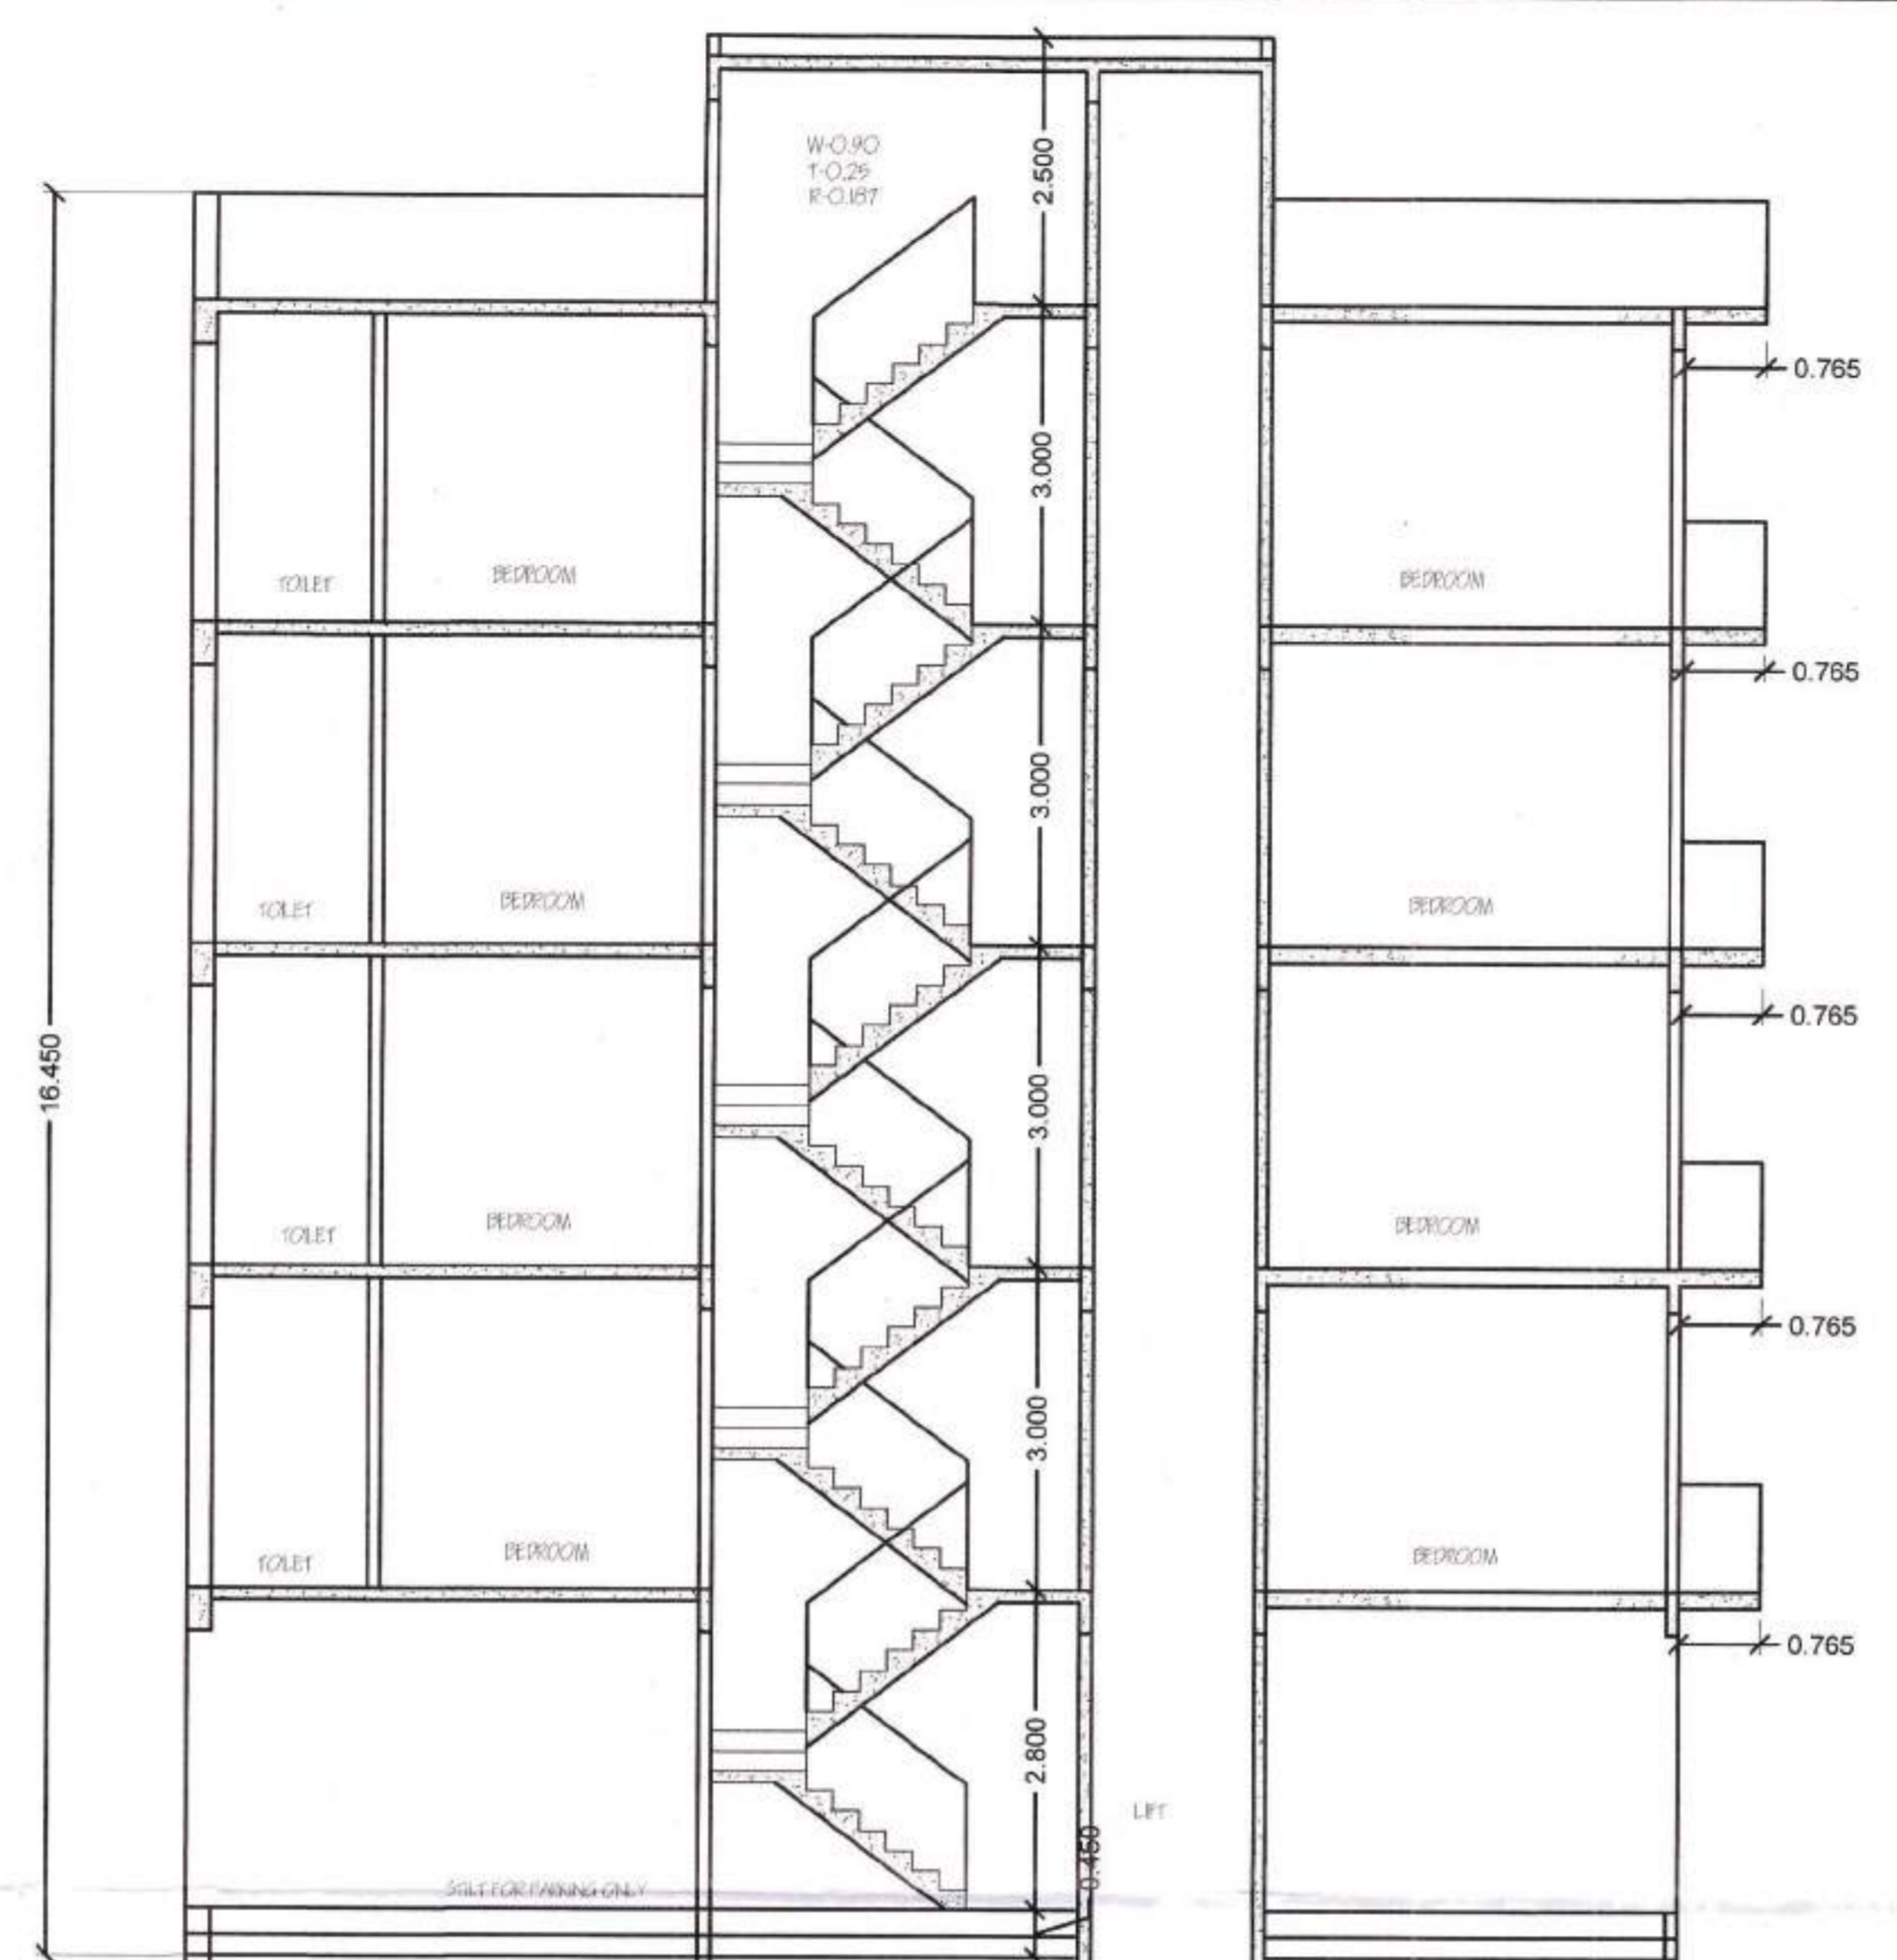 W-0.90
T-0.25
R-0.187
2.500
0.765
3.000
TOILET
BEDROOM
BEDROOM
0.765
3.000
TOILET
BEDROOM
BEDROOM
0.765
16.450
3.000
TOILET
BEDROOM
BEDROOM
0.765
3.000
TOILET
BEDROOM
BEDROOM
0.765
2.800
LIFT
0.450
STILT FOR PARKING ONLY